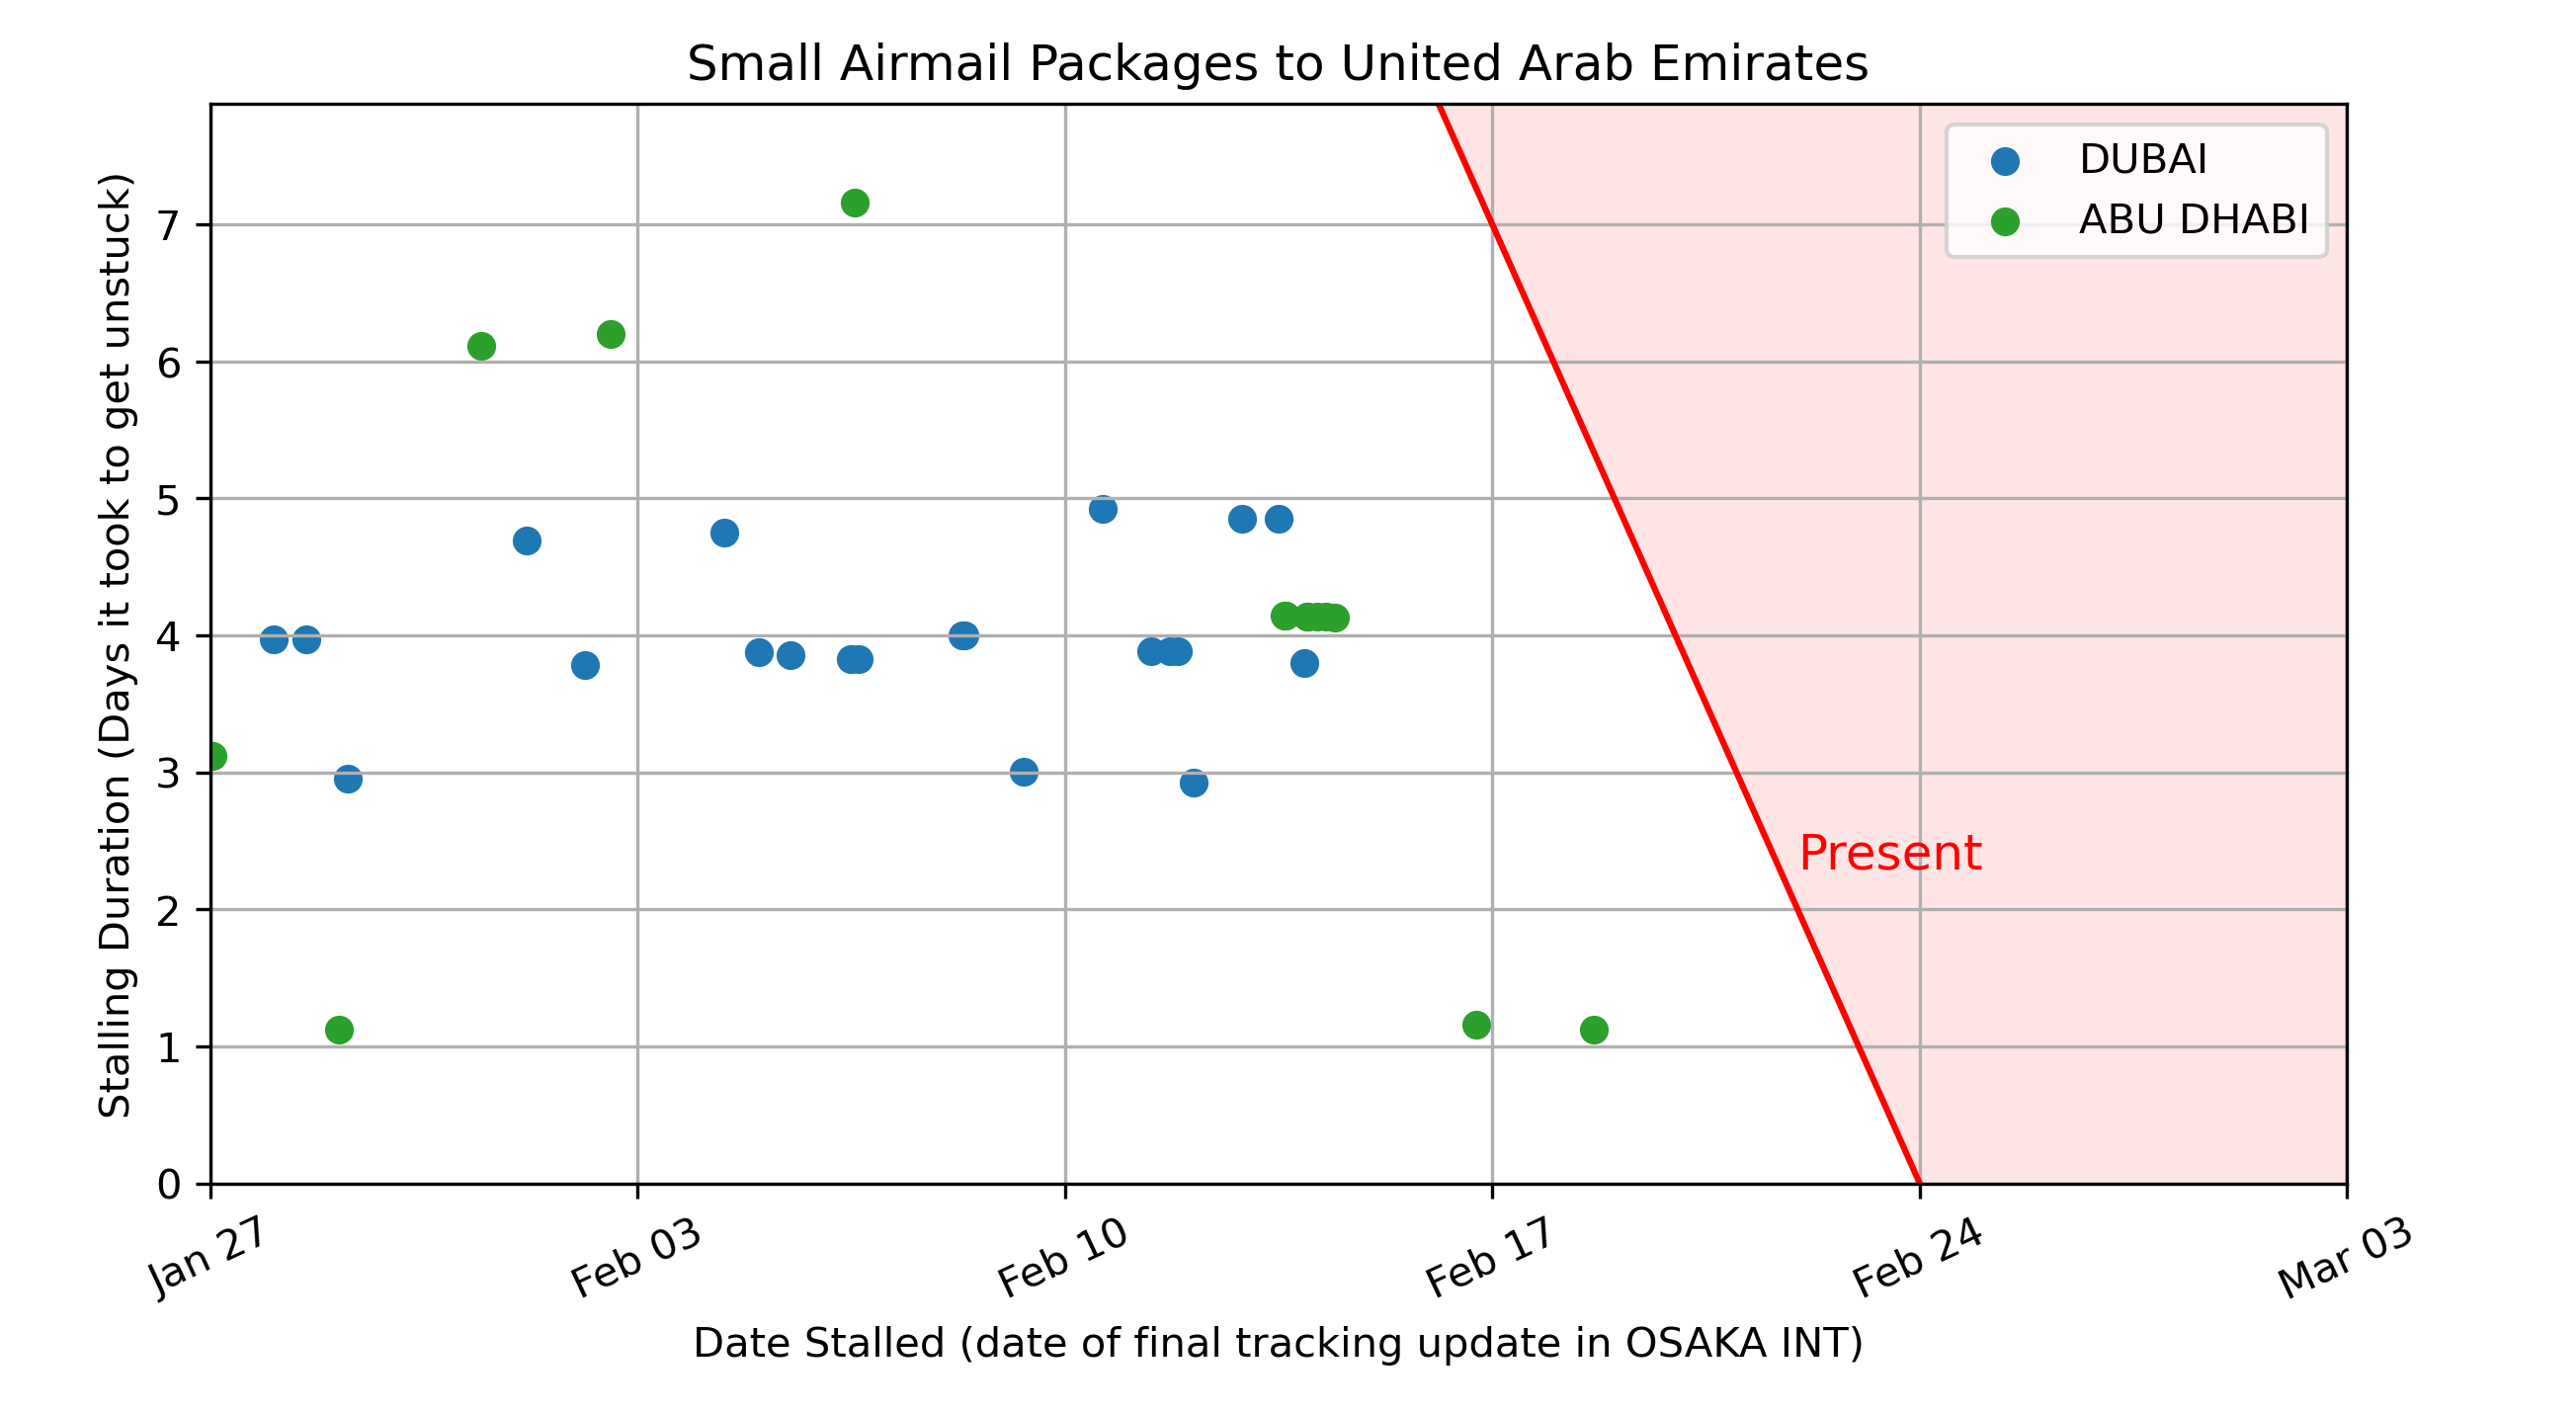 Small Airmail Packages to United Arab Emirates
DUBAI
ABU DHABI
Stalling Duration (Days it took to get unstuck)
7
6
5
4
3
2
1
0
Present
Jan 27
Feb 03
Feb 10
Feb 17
Feb 24
Mar 03
Date Stalled (date of final tracking update in OSAKA INT)